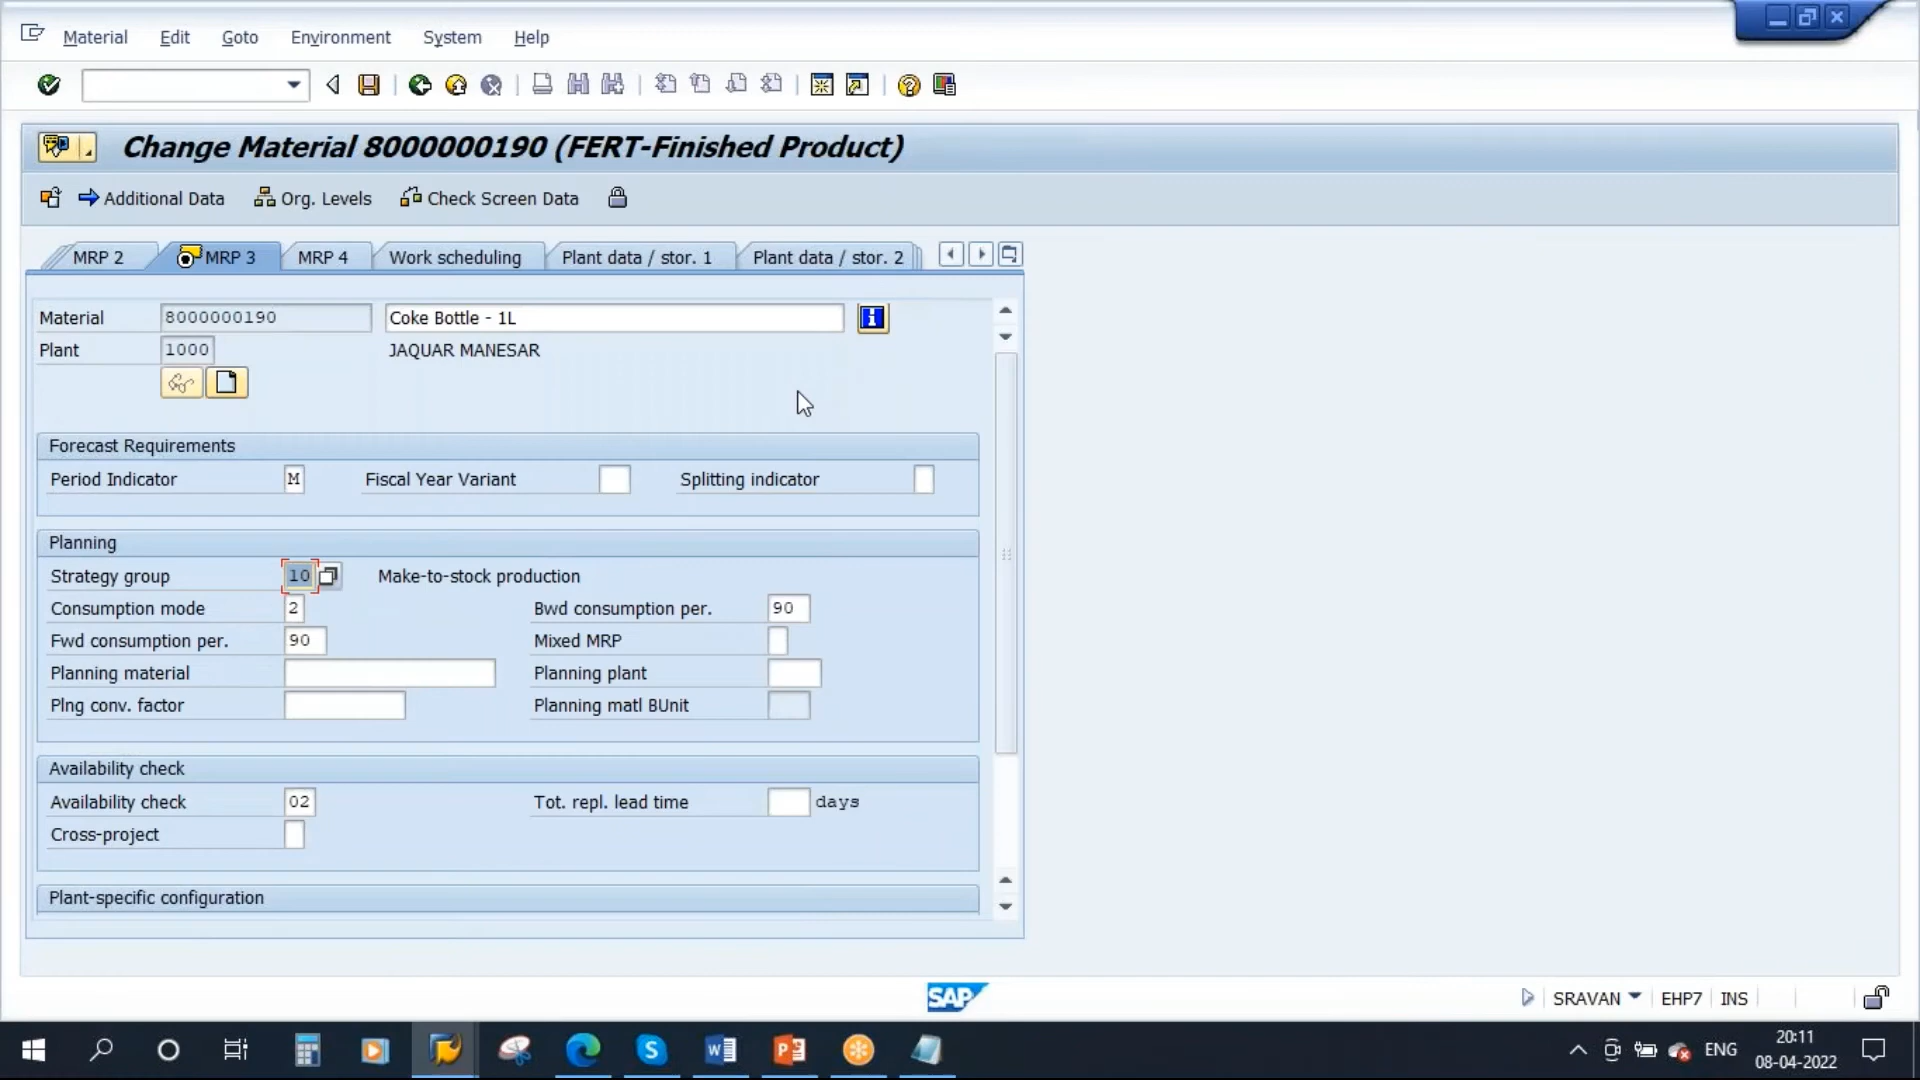 Material Edit Goto Environment System Help
Change Material 8000000190 (FERT-Finished Product)
Additional Data Org. Levels Check Screen Data
MRP 2 MRP 3 MRP 4 Work scheduling Plant data / stor. 1 Plant data / stor. 2
Material 8000000190 Coke Bottle - 1L
Plant 1000 JAQUAR MANESAR
Forecast Requirements
Period Indicator M Fiscal Year Variant Splitting indicator
Planning
Strategy group 10 Make-to-stock production
Consumption mode 2 Bwd consumption per. 90
Fwd consumption per. 90 Mixed MRP
Planning material Planning plant
Plng conv. factor Planning matl BUnit
Availability check
Availability check 02 Tot. repl. lead time days
Cross-project
Plant-specific configuration
SAP SRAVAN EHP7 INS
ENG 20:11
08-04-2022